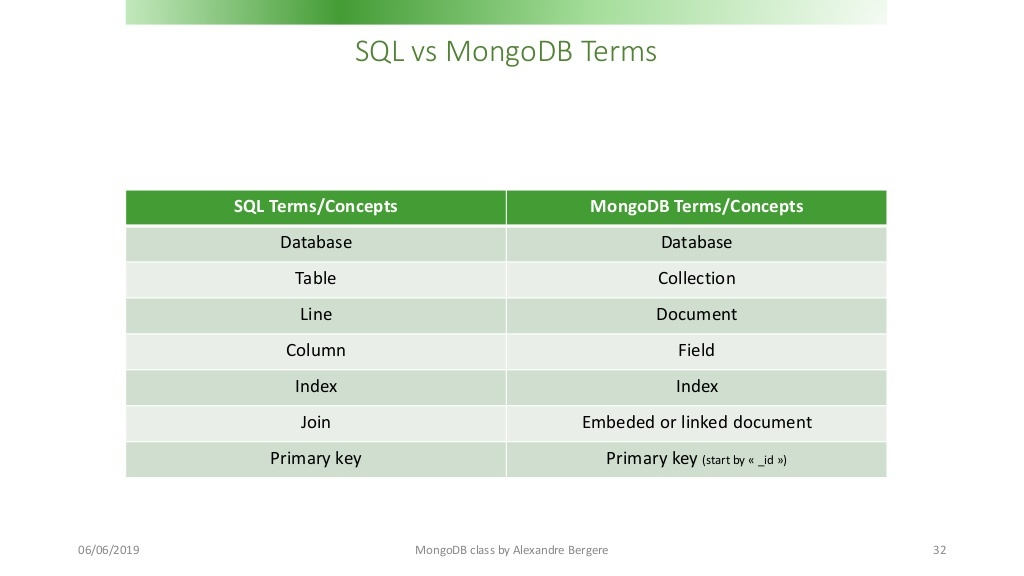 SQL vs MongoDB Terms
SQL Terms/Concepts MongoDB Terms/Concepts
Database Database
Table Collection
Line Document
Column Field
Index Index
Join Embeded or linked document
Primary key Primary key (start by « _id »)
06/06/2019 MongoDB class by Alexandre Bergere 32